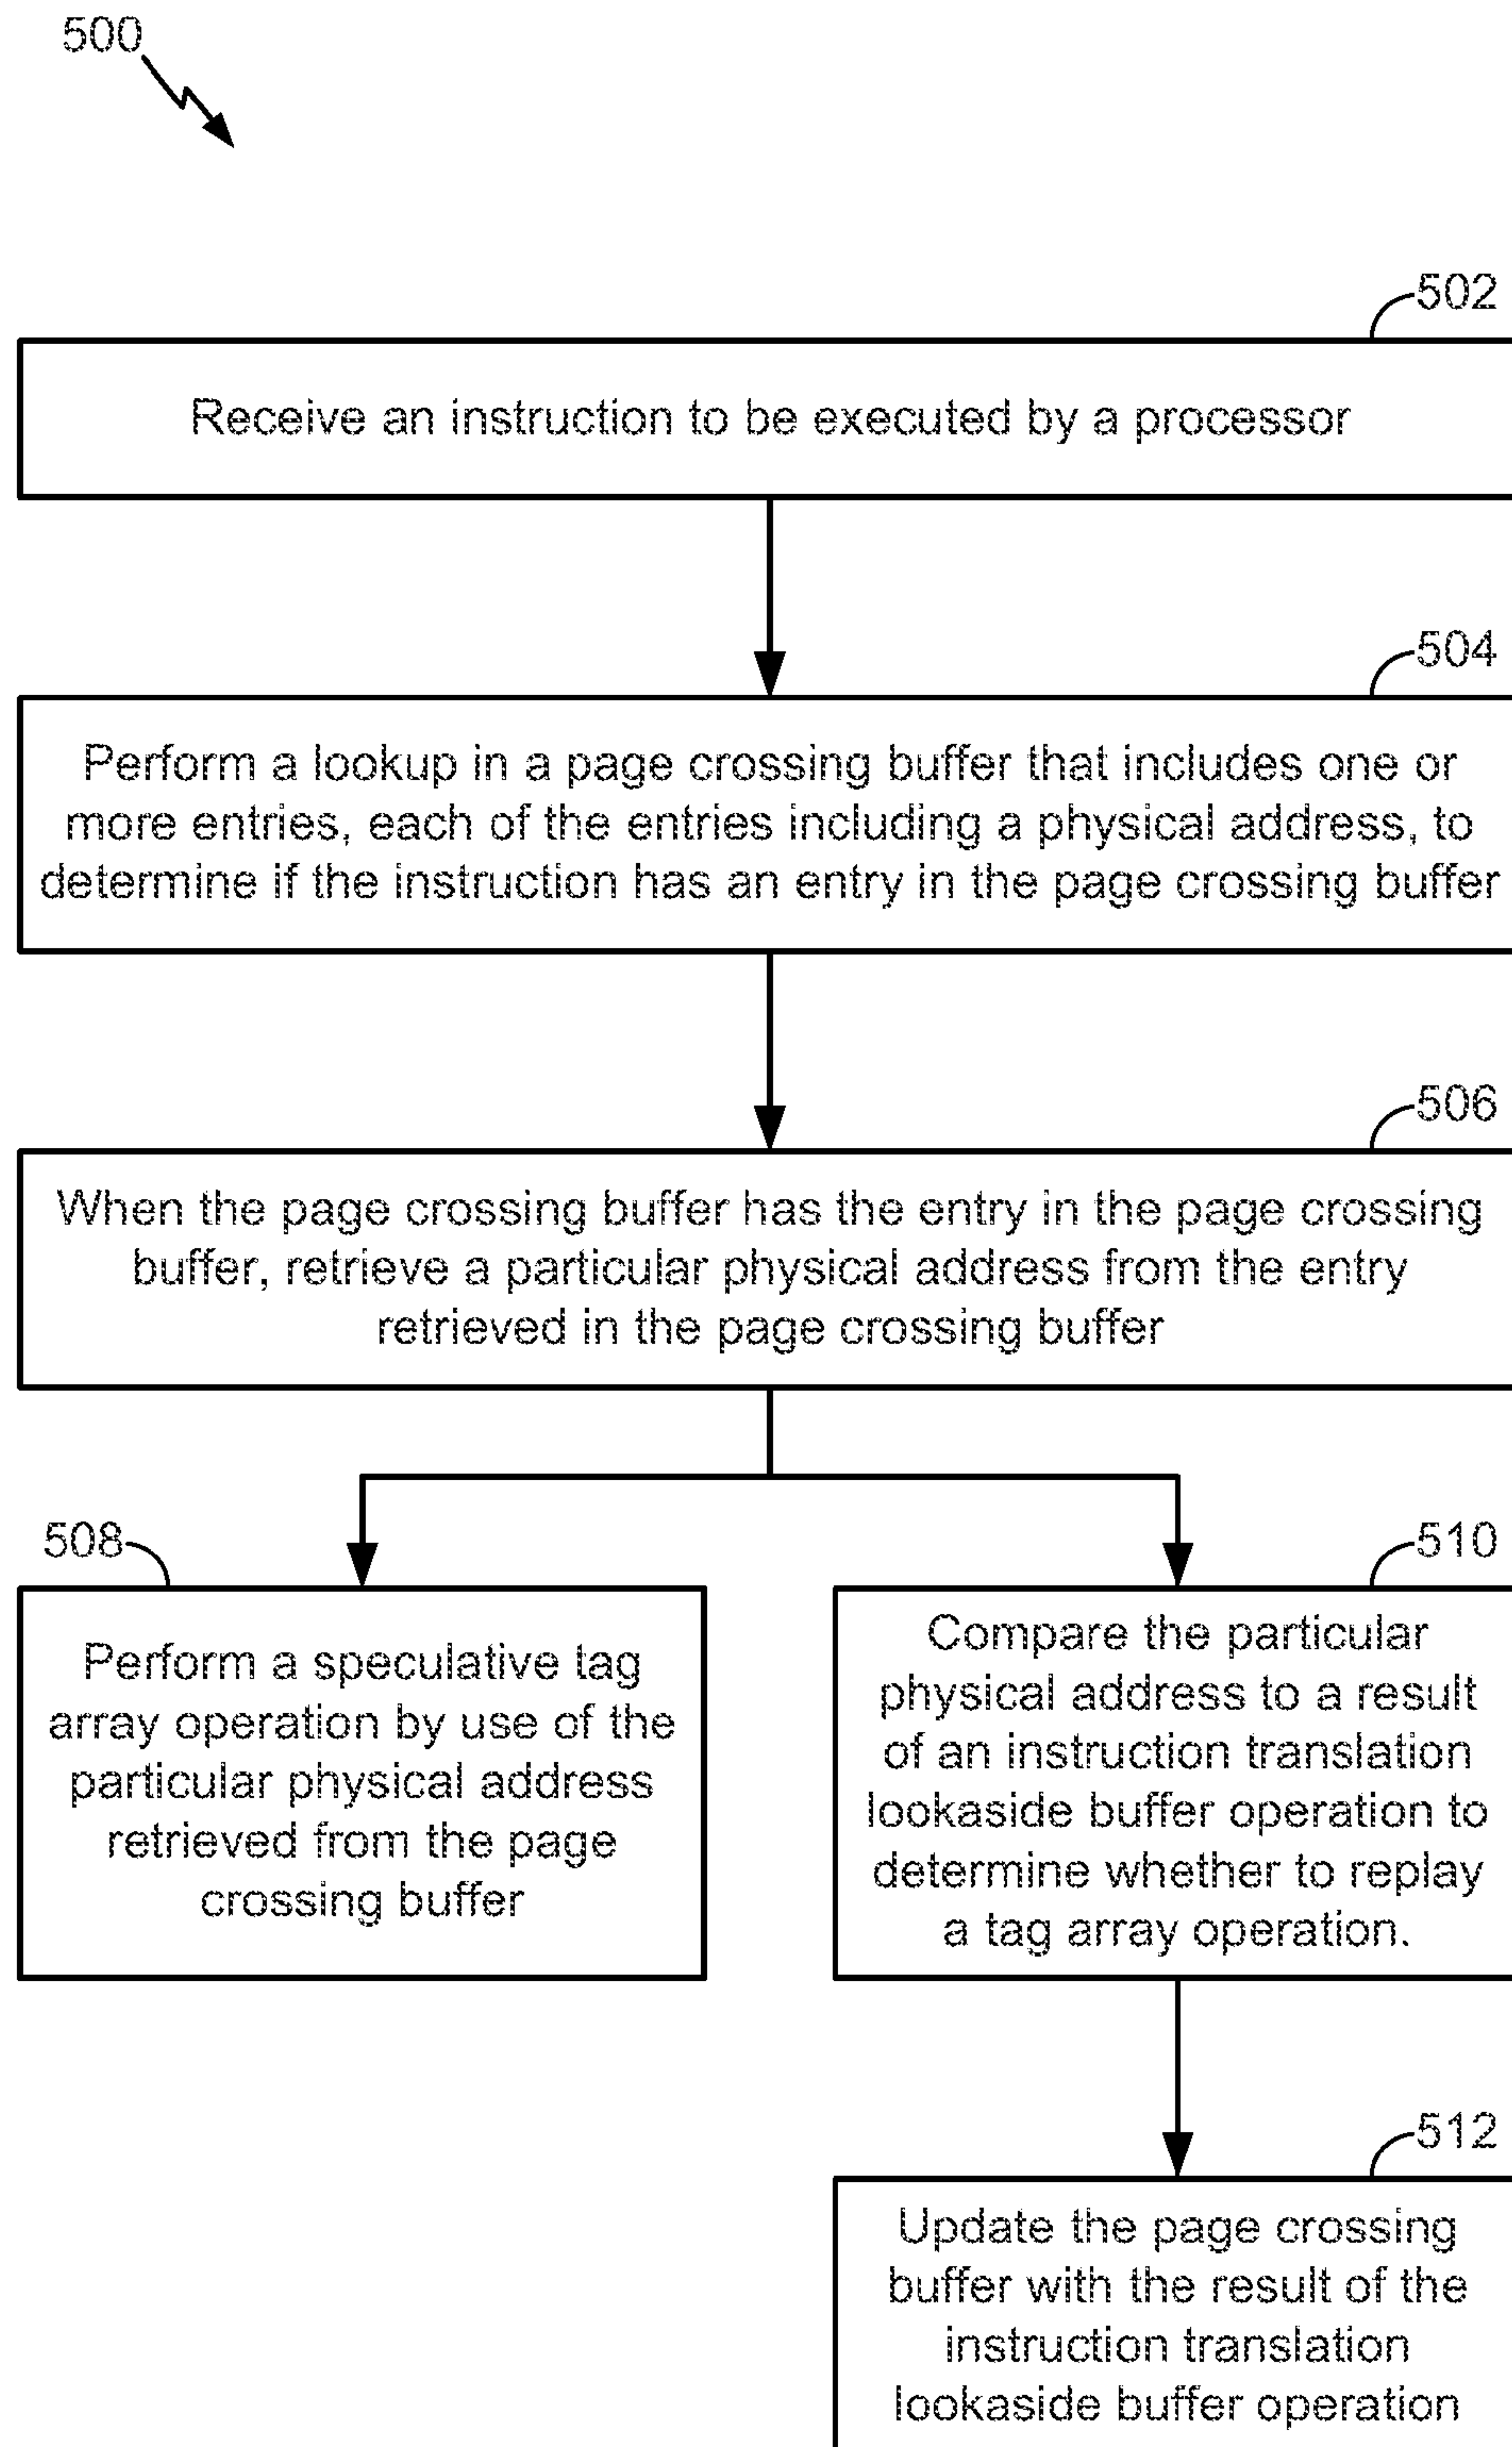 500
502
Receive an instruction to be executed by a processor
504
Perform a lookup in a page crossing buffer that includes one or
more entries, each of the entries including a physical address, to
determine if the instruction has an entry in the page crossing buffer
506
When the page crossing buffer has the entry in the page crossing
buffer, retrieve a particular physical address from the entry
retrieved in the page crossing buffer
508
Perform a speculative tag
array operation by use of the
particular physical address
retrieved from the page
crossing buffer
510
Compare the particular
physical address to a result
of an instruction translation
lookaside buffer operation to
determine whether to replay
a tag array operation.
512
Update the page crossing
buffer with the result of the
instruction translation
lookaside buffer operation